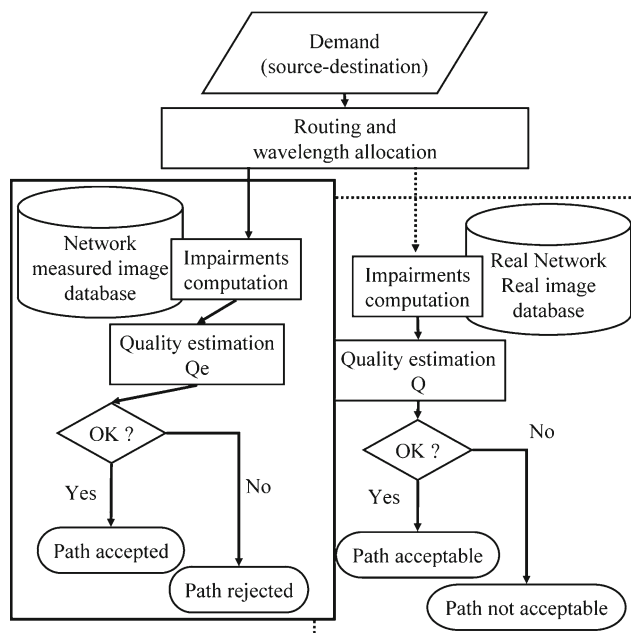 Demand
(source-destination)
Routing and
wavelength allocation
Network
measured image
database
Impairments
computation
Quality estimation
Qe
OK ?
Yes
No
Path accepted
Path rejected
Impairments
computation
Real Network
Real image
database
Quality estimation
Q
OK ?
No
Yes
Path acceptable
Path not acceptable